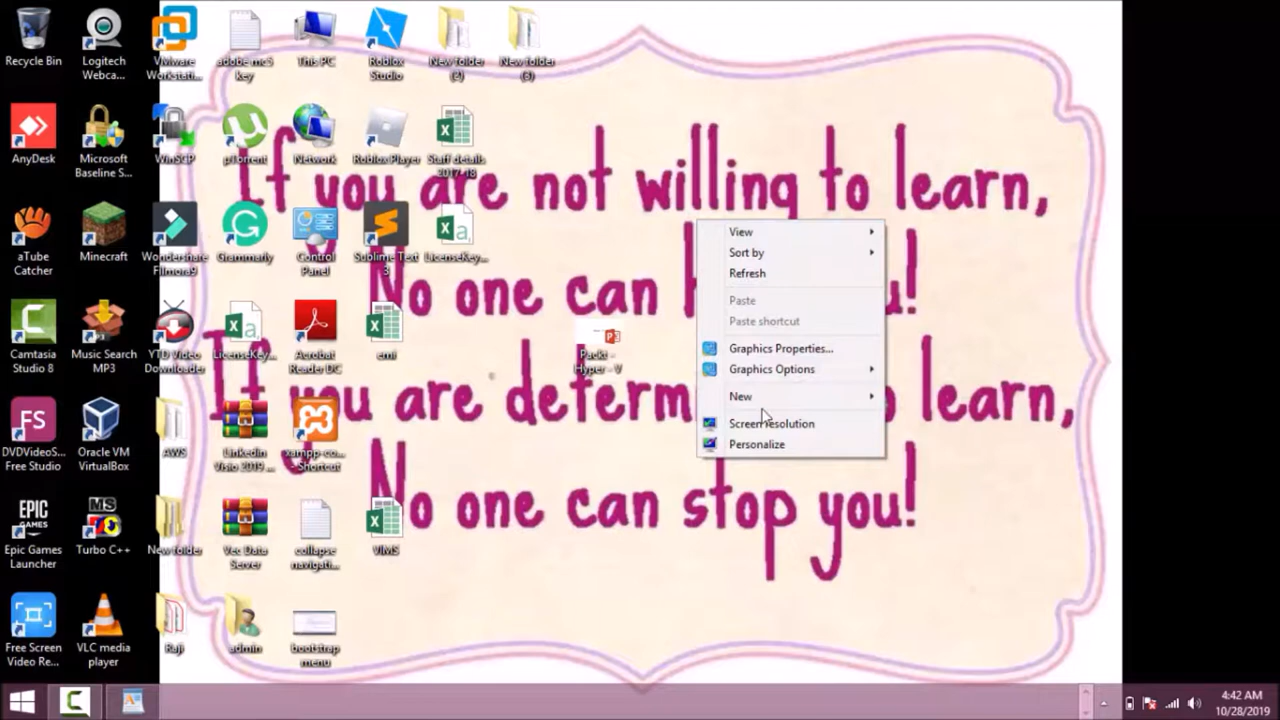 Recycle Bin
Logitech
Webca...
VMware
Workstati...
adobe mc5
key
This PC
Roblox
Studio
New folder
(2)
New folder
(3)
AnyDesk
Microsoft
Baseline S...
WinSCP
µTorrent
Network
Roblox Player
Staff details
2017-18
If you are not willing to learn,
aTube
Catcher
Minecraft
Wondershare
Filmora9
Grammarly
Control
Panel
Sublime Text
3
LicenseKey...
No one can
u!
View
Sort by
Refresh
Paste
Paste shortcut
Graphics Properties...
Graphics Options
New
Screen resolution
Personalize
Camtasia
Studio 8
Music Search
MP3
YTD Video
Downloader
LicenseKey...
Acrobat
Reader DC
emi
Packt -
Hyper - V
If you are determ
o learn,
FS
DVDVideoS...
Free Studio
Oracle VM
VirtualBox
AWS
Linkedin
Visio 2019 ...
xampp-co...
- Shortcut
No one can stop you!
EPIC
GAMES
Epic Games
Launcher
MS
Turbo C++
New folder
Vec Data
Server
collapse
navigati...
VIMS
Free Screen
Video Re...
VLC media
player
Raji
admin
bootstrap
menu
4:42 AM
10/28/2019